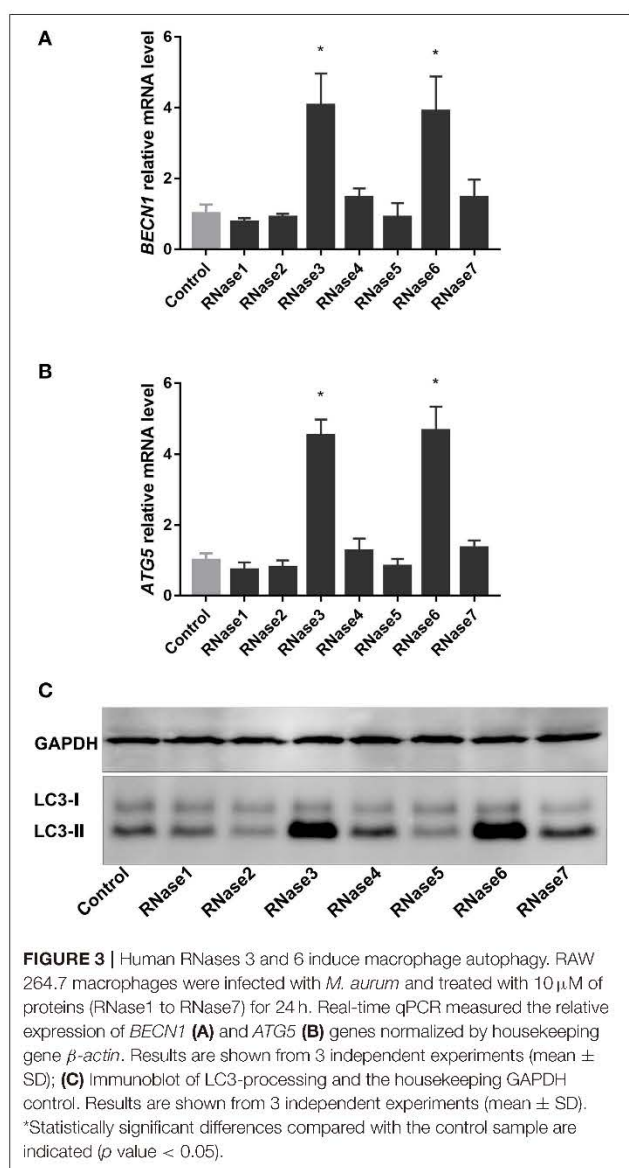 A
BECN1 relative mRNA level
6
4
2
0
*
*
Control
RNase1
RNase2
RNase3
RNase4
RNase5
RNase6
RNase7
B
ATG5 relative mRNA level
6
4
2
0
*
*
Control
RNase1
RNase2
RNase3
RNase4
RNase5
RNase6
RNase7
C
GAPDH
LC3-I
LC3-II
Control
RNase1
RNase2
RNase3
RNase4
RNase5
RNase6
RNase7
FIGURE 3 | Human RNases 3 and 6 induce macrophage autophagy. RAW
264.7 macrophages were infected with M. aurum and treated with 10 μM of
proteins (RNase1 to RNase7) for 24 h. Real-time qPCR measured the relative
expression of BECN1 (A) and ATG5 (B) genes normalized by housekeeping
gene β-actin. Results are shown from 3 independent experiments (mean ±
SD); (C) Immunoblot of LC3-processing and the housekeeping GAPDH
control. Results are shown from 3 independent experiments (mean ± SD).
*Statistically significant differences compared with the control sample are
indicated (p value < 0.05).